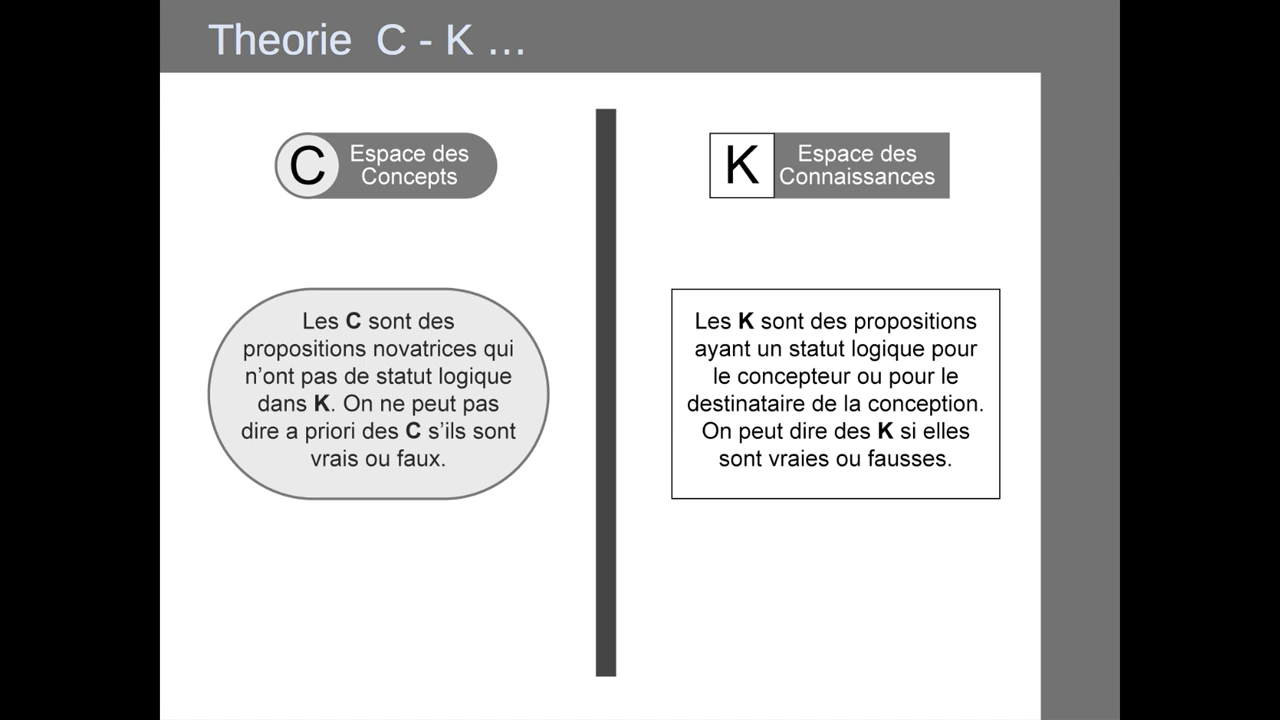 Theorie C - K ...
C
Espace des
Concepts
K
Espace des
Connaissances
Les C sont des
propositions novatrices qui
n’ont pas de statut logique
dans K. On ne peut pas
dire a priori des C s’ils sont
vrais ou faux.
Les K sont des propositions
ayant un statut logique pour
le concepteur ou pour le
destinataire de la conception.
On peut dire des K si elles
sont vraies ou fausses.